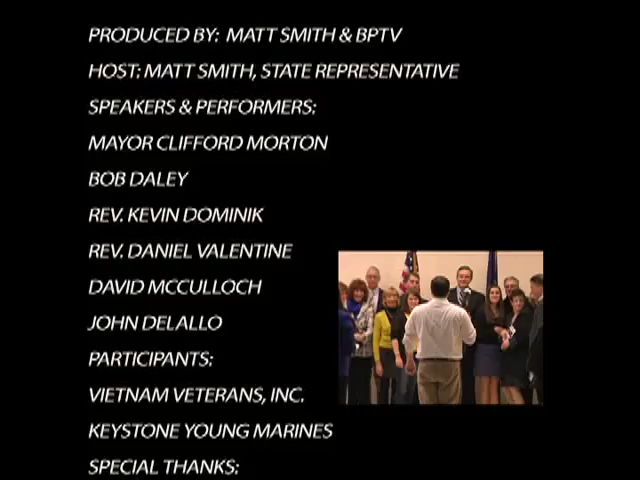 PRODUCED BY: MATT SMITH & BPTV
HOST: MATT SMITH, STATE REPRESENTATIVE
SPEAKERS & PERFORMERS:
MAYOR CLIFFORD MORTON
BOB DALEY
REV. KEVIN DOMINIK
REV. DANIEL VALENTINE
DAVID MCCULLOCH
JOHN DELALLO
PARTICIPANTS:
VIETNAM VETERANS, INC.
KEYSTONE YOUNG MARINES
SPECIAL THANKS: